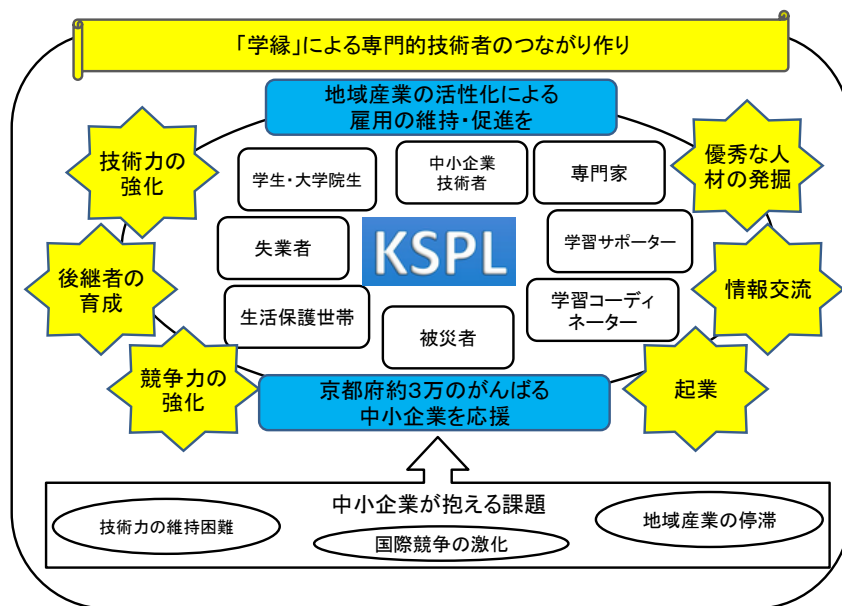 「学縁」による専門的技術者のつながり作り
地域産業の活性化による
雇用の維持・促進を
技術力の
強化
優秀な人
材の発掘
学生・大学院生
中小企業
技術者
専門家
失業者
KSPL
学習サポーター
後継者の
育成
情報交流
生活保護世帯
被災者
学習コーディ
ネーター
競争力の
強化
起業
京都府約3万のがんばる
中小企業を応援
中小企業が抱える課題
技術力の維持困難
国際競争の激化
地域産業の停滞